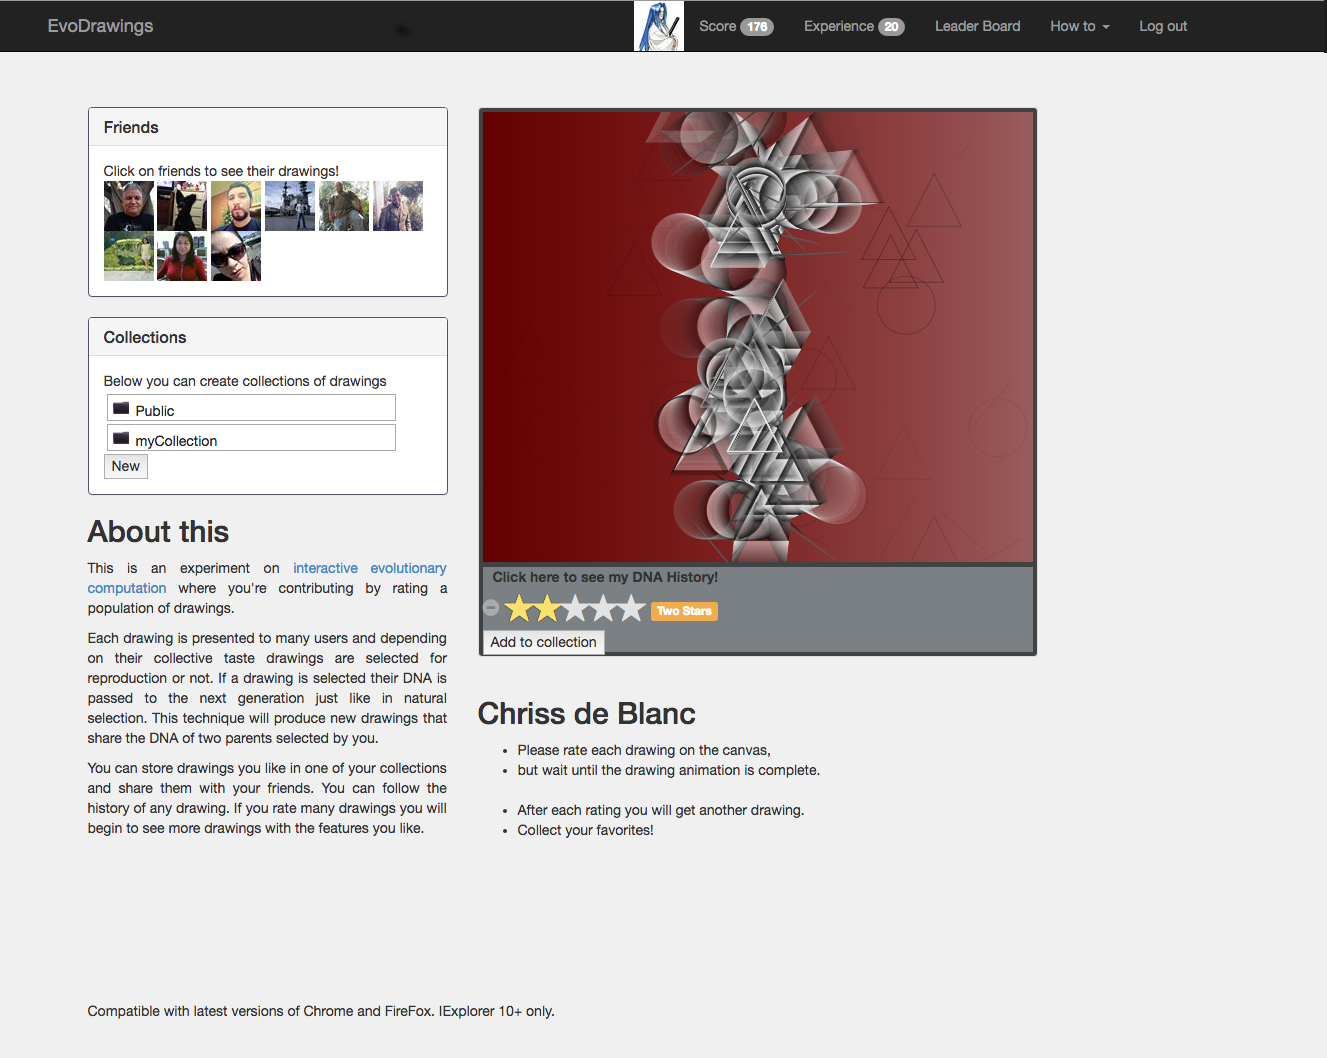 EvoDrawings
Score 176 Experience 20 Leader Board How to Log out
Friends
Click on friends to see their drawings!
Collections
Below you can create collections of drawings
Public
myCollection
New
About this
This is an experiment on interactive evolutionary
computation where you're contributing by rating a
population of drawings.
Each drawing is presented to many users and depending
on their collective taste drawings are selected for
reproduction or not. If a drawing is selected their DNA is
passed to the next generation just like in natural
selection. This technique will produce new drawings that
share the DNA of two parents selected by you.
You can store drawings you like in one of your collections
and share them with your friends. You can follow the
history of any drawing. If you rate many drawings you will
begin to see more drawings with the features you like.
Click here to see my DNA History!
Two Stars
Add to collection
Chriss de Blanc
Please rate each drawing on the canvas,
but wait until the drawing animation is complete.
After each rating you will get another drawing.
Collect your favorites!
Compatible with latest versions of Chrome and FireFox. IExplorer 10+ only.